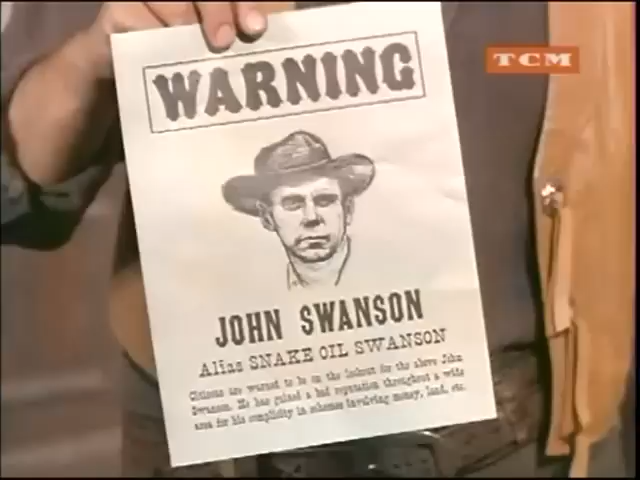 TCM
WARNING
JOHN SWANSON
Alias SNAKE OIL SWANSON
Citizens are warned to be on the lookout for the above John
Swanson. He has gained a bad reputation throughout a wide
area for his complicity in schemes involving money, land, etc.